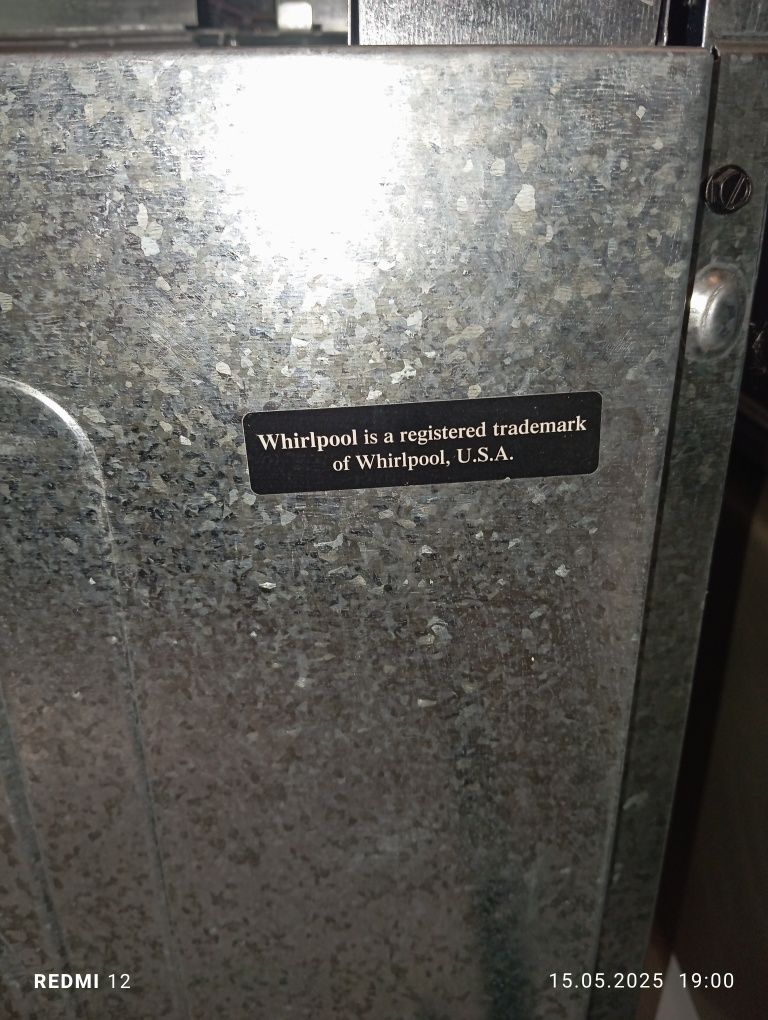 Whirlpool is a registered trademark
of Whirlpool, U.S.A.
REDMI 12
15.05.2025 19:00